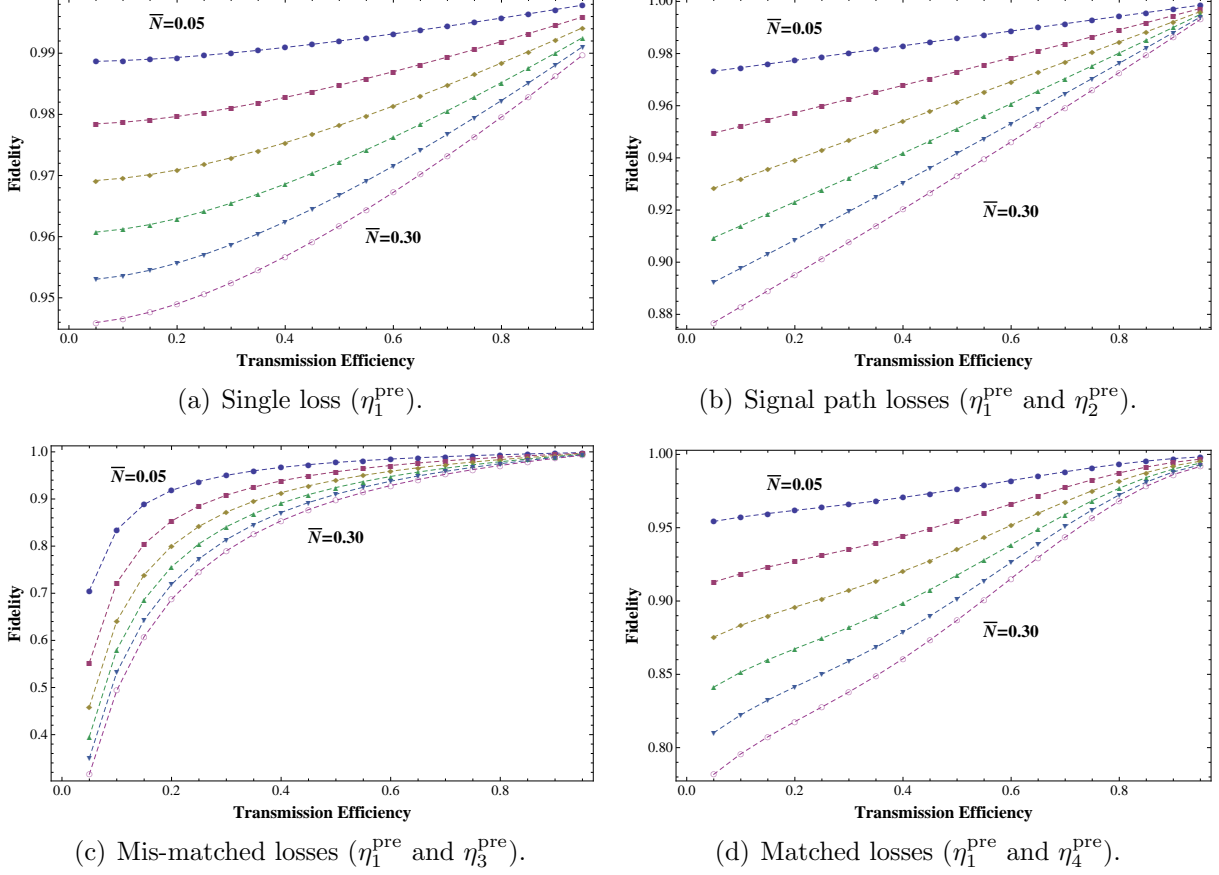 N̅=0.05
0.99
0.98
0.97
0.96
0.95
N̅=0.30
Fidelity
0.0 0.2 0.4 0.6 0.8
Transmission Efficiency
(a) Single loss (η₁ᵖʳᵉ).
1.00
0.98
0.96
0.94
0.92
0.90
0.88
N̅=0.05
N̅=0.30
Fidelity
0.0 0.2 0.4 0.6 0.8
Transmission Efficiency
(b) Signal path losses (η₁ᵖʳᵉ and η₂ᵖʳᵉ).
1.0
0.9
0.8
0.7
0.6
0.5
0.4
N̅=0.05
N̅=0.30
Fidelity
0.0 0.2 0.4 0.6 0.8
Transmission Efficiency
(c) Mis-matched losses (η₁ᵖʳᵉ and η₃ᵖʳᵉ).
1.00
0.95
0.90
0.85
0.80
N̅=0.05
N̅=0.30
Fidelity
0.0 0.2 0.4 0.6 0.8
Transmission Efficiency
(d) Matched losses (η₁ᵖʳᵉ and η₄ᵖʳᵉ).